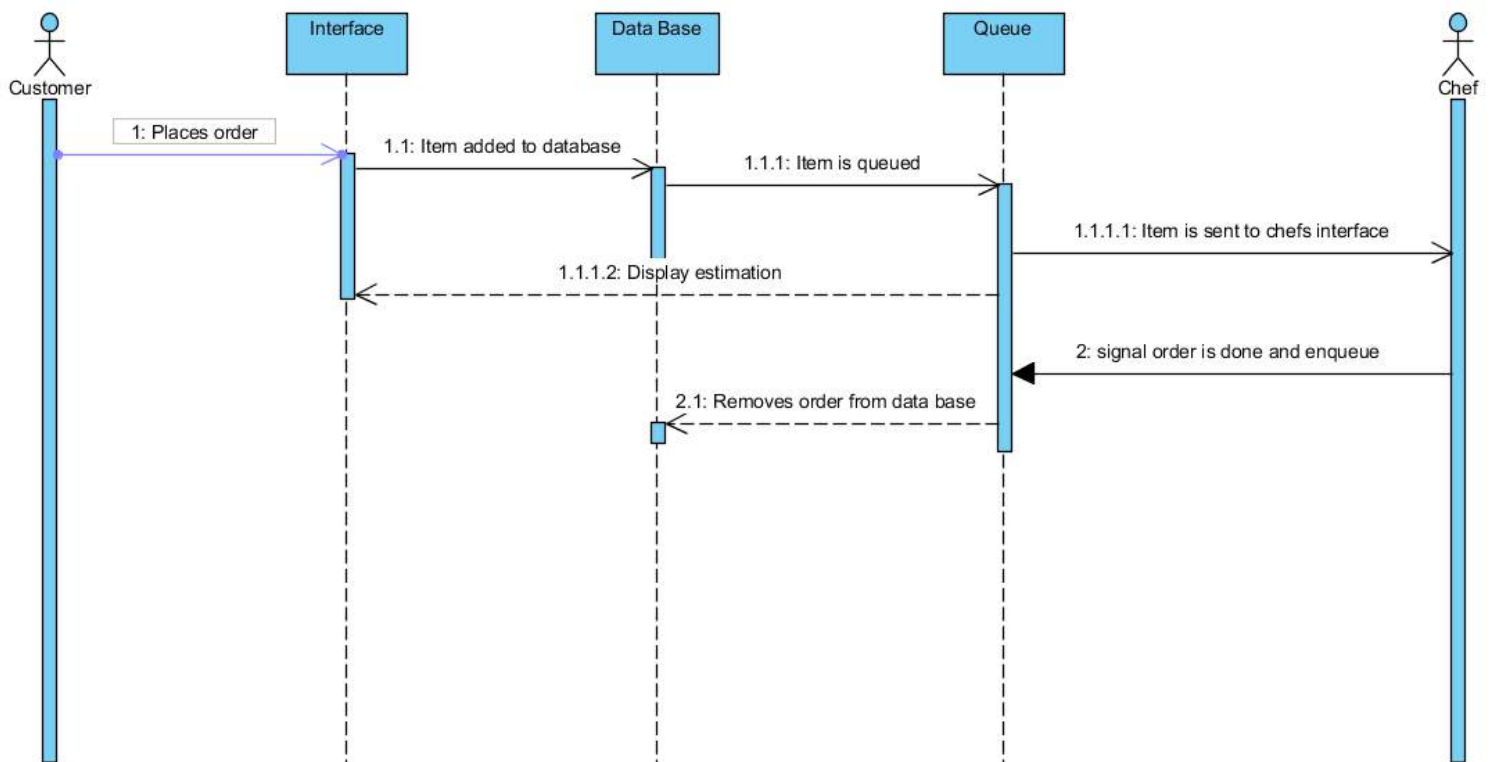 Interface
Data Base
Queue
Customer
Chef
1: Places order
1.1: Item added to database
1.1.1: Item is queued
1.1.1.1: Item is sent to chefs interface
1.1.1.2: Display estimation
2: signal order is done and enqueue
2.1: Removes order from data base